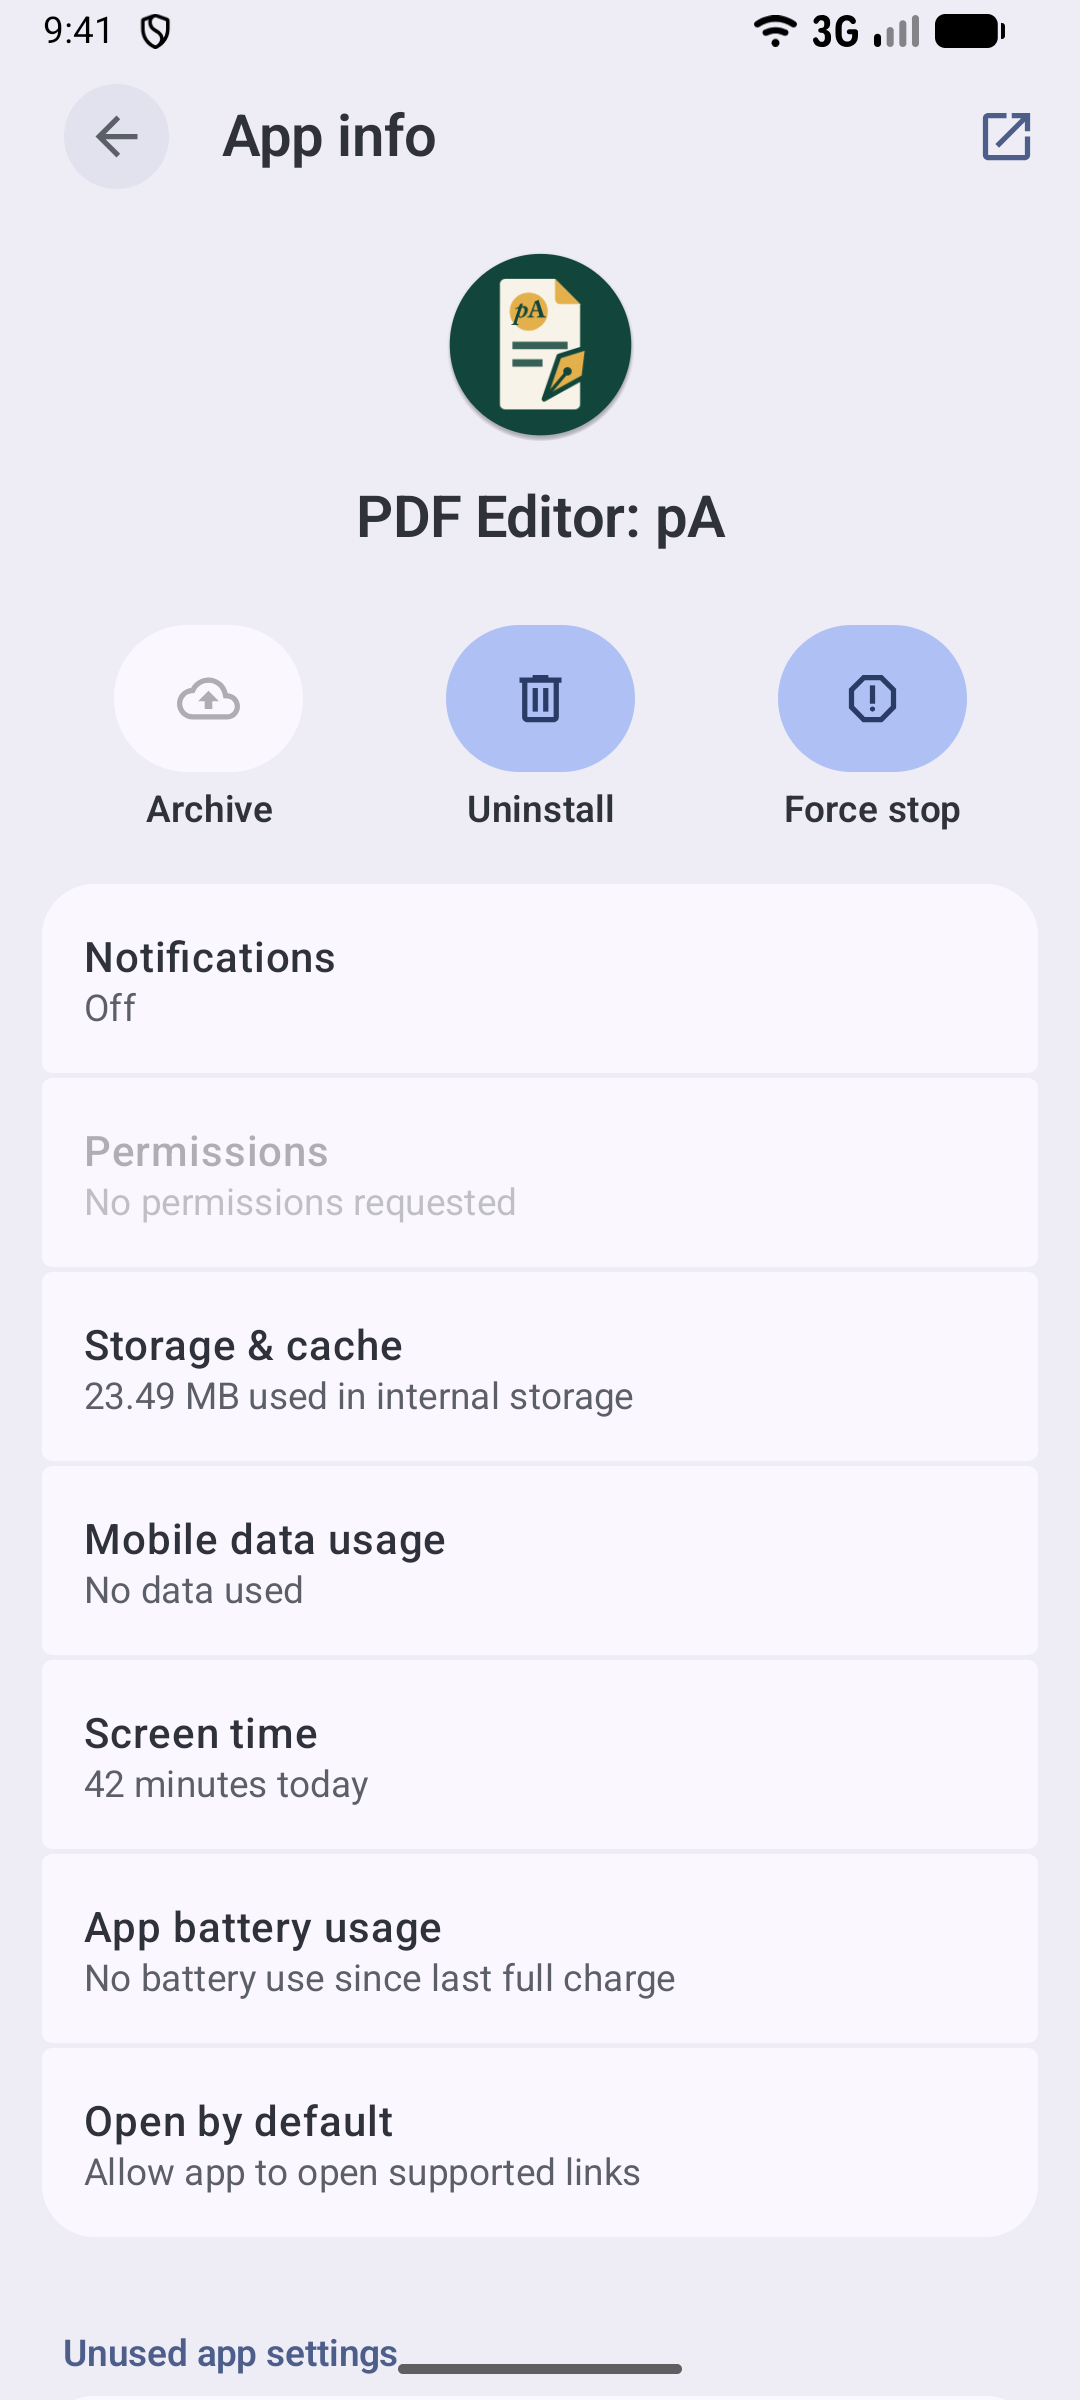 9:41
3G
App info
pA
PDF Editor: pA
Archive
Uninstall
Force stop
Notifications
Off
Permissions
No permissions requested
Storage & cache
23.49 MB used in internal storage
Mobile data usage
No data used
Screen time
42 minutes today
App battery usage
No battery use since last full charge
Open by default
Allow app to open supported links
Unused app settings